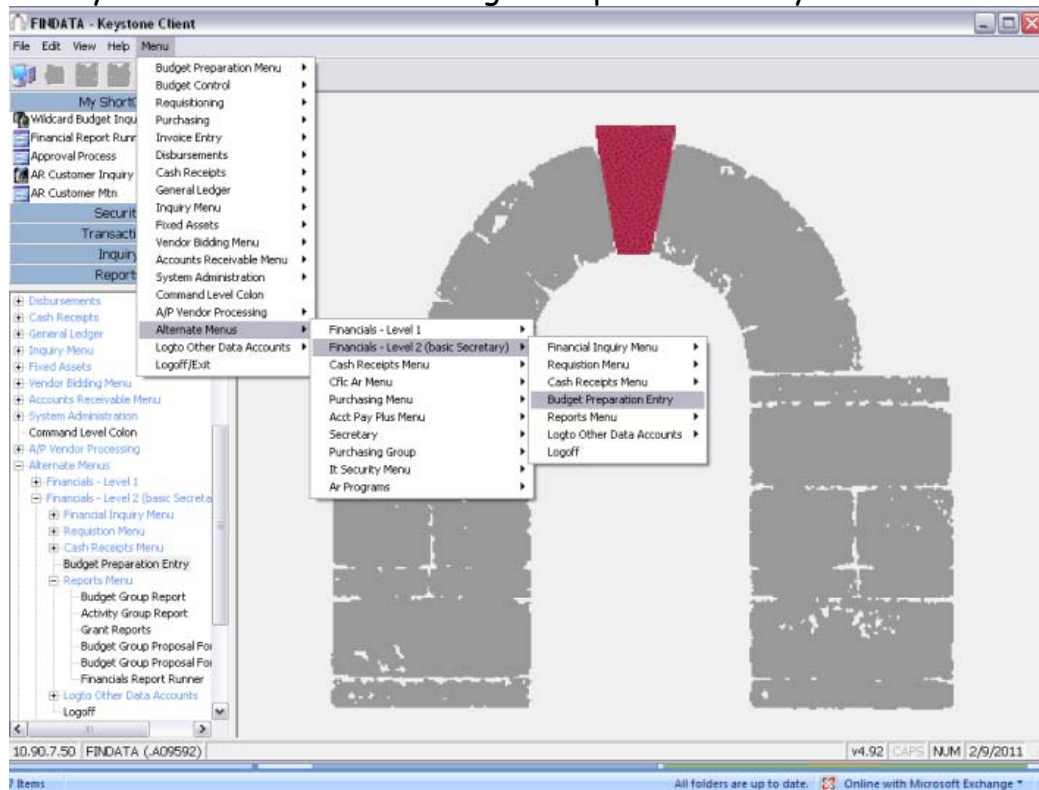 FINDATA - Keystone Client
File Edit View Help Menu
My Short
Wildcard Budget Inqu
Financial Report Runr
Approval Process
AR Customer Inquiry
AR Customer Mtn
Securit
Transacti
Inquiry
Report
Budget Preparation Menu
Budget Control
Requisitioning
Purchasing
Invoice Entry
Disbursements
Cash Receipts
General Ledger
Inquiry Menu
Fixed Assets
Vendor Bidding Menu
Accounts Receivable Menu
System Administration
Command Level Colon
A/P Vendor Processing
Alternate Menus
Logto Other Data Accounts
Logoff/Exit
Financials - Level 1
Financials - Level 2 (basic Secretary)
Cash Receipts Menu
Cflc Ar Menu
Purchasing Menu
Acct Pay Plus Menu
Secretary
Purchasing Group
It Security Menu
Ar Programs
Financial Inquiry Menu
Requistion Menu
Cash Receipts Menu
Budget Preparation Entry
Reports Menu
Logto Other Data Accounts
Logoff
Disbursements
Cash Receipts
General Ledger
Inquiry Menu
Fixed Assets
Vendor Bidding Menu
Accounts Receivable Menu
System Administration
Command Level Colon
A/P Vendor Processing
Alternate Menus
Financials - Level 1
Financials - Level 2 (basic Secreta
Financial Inquiry Menu
Requistion Menu
Cash Receipts Menu
Budget Preparation Entry
Reports Menu
Budget Group Report
Activity Group Report
Grant Reports
Budget Group Proposal For
Budget Group Proposal For
Financials Report Runner
Logto Other Data Accounts
Logoff
10.90.7.50 FINDATA (.A09592) v4.92 CAPS NUM 2/9/2011
7 Items All folders are up to date. Online with Microsoft Exchange